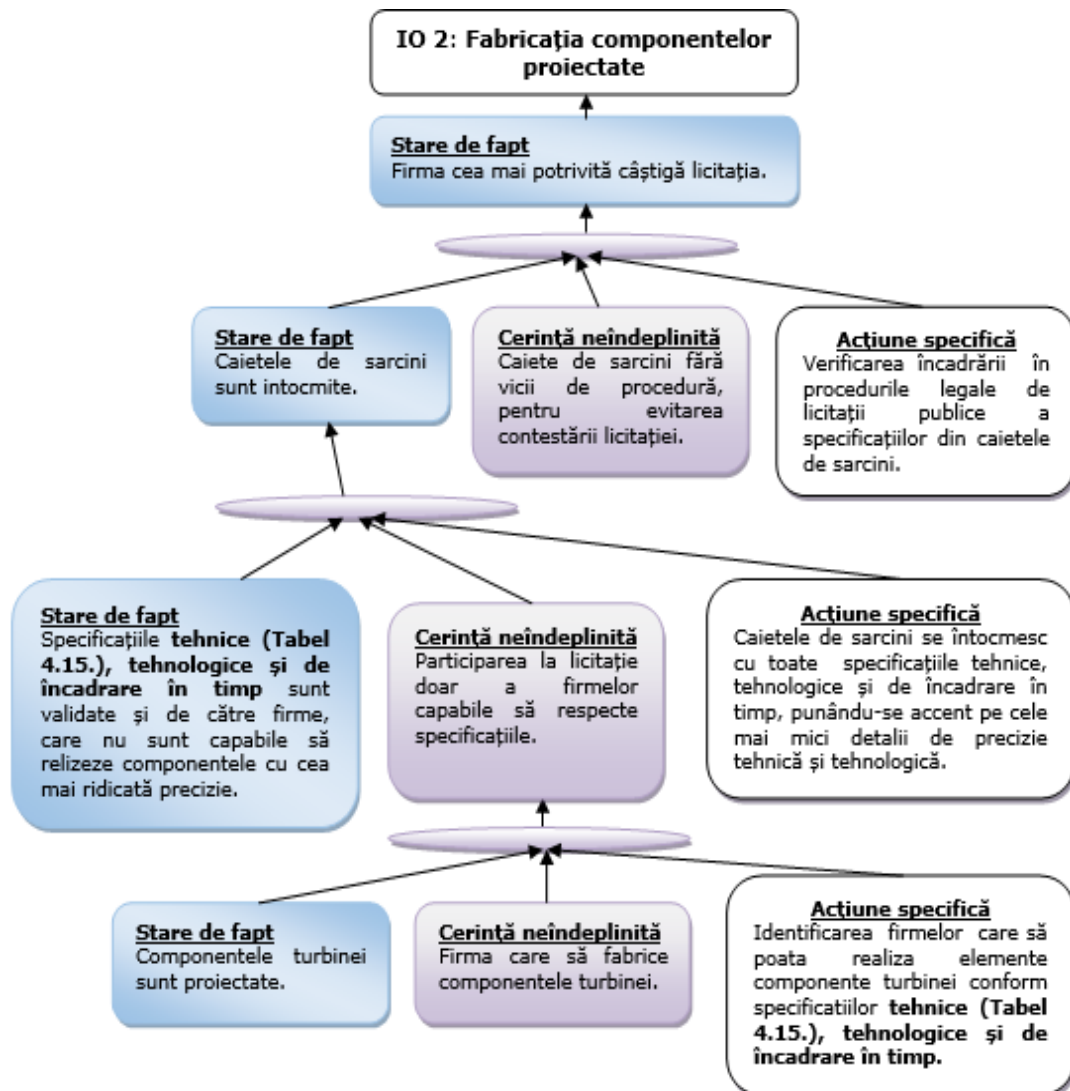 IO 2: Fabricația componentelor
proiectate
Stare de fapt
Firma cea mai potrivită câștigă licitația.
Stare de fapt
Caietele de sarcini
sunt intocmite.
Cerință neîndeplinită
Caiete de sarcini fără
vicii de procedură,
pentru evitarea
contestării licitației.
Acțiune specifică
Verificarea încadrării în
procedurile legale de
licitații publice a
specificațiilor din caietele
de sarcini.
Stare de fapt
Specificațiile tehnice (Tabel
4.15.), tehnologice și de
încadrare în timp sunt
validate și de către firme,
care nu sunt capabile să
relizeze componentele cu cea
mai ridicată precizie.
Cerință neîndeplinită
Participarea la licitație
doar a firmelor
capabile să respecte
specificațiile.
Acțiune specifică
Caietele de sarcini se întocmesc
cu toate specificațiile tehnice,
tehnologice și de încadrare în
timp, punându-se accent pe cele
mai mici detalii de precizie
tehnică și tehnologică.
Stare de fapt
Componentele turbinei
sunt proiectate.
Cerință neîndeplinită
Firma care să fabrice
componentele turbinei.
Acțiune specifică
Identificarea firmelor care să
poata realiza elemente
componente turbinei conform
specificatiilor tehnice (Tabel
4.15.), tehnologice și de
încadrare în timp.